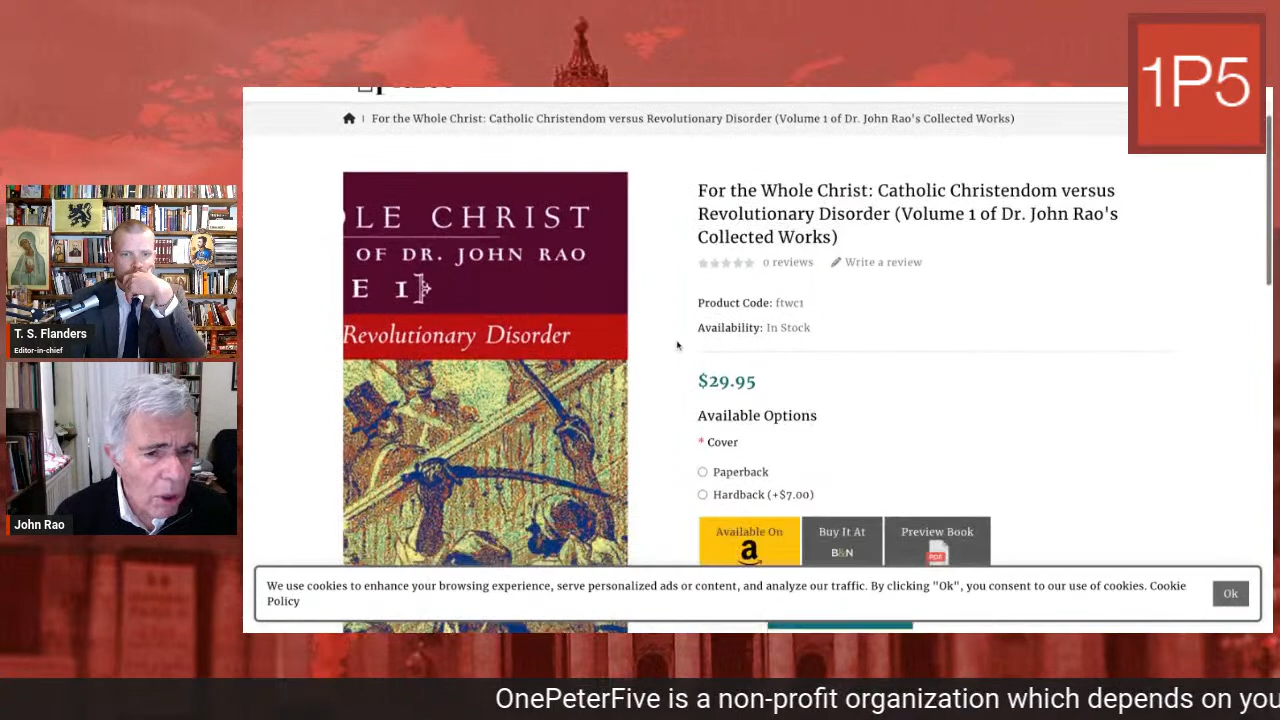 1P5
For the Whole Christ: Catholic Christendom versus Revolutionary Disorder (Volume 1 of Dr. John Rao's Collected Works)
OLE CHRIST
OF DR. JOHN RAO
E 1
Revolutionary Disorder
For the Whole Christ: Catholic Christendom versus
Revolutionary Disorder (Volume 1 of Dr. John Rao's
Collected Works)
0 reviews
Write a review
Product Code: ftwc1
Availability: In Stock
$29.95
Available Options
* Cover
Paperback
Hardback (+$7.00)
Available On
a
Buy It At
B&N
Preview Book
PDF
We use cookies to enhance your browsing experience, serve personalized ads or content, and analyze our traffic. By clicking "Ok", you consent to our use of cookies. Cookie
Policy
Ok
T. S. Flanders
Editor-in-chief
John Rao
OnePeterFive is a non-profit organization which depends on you